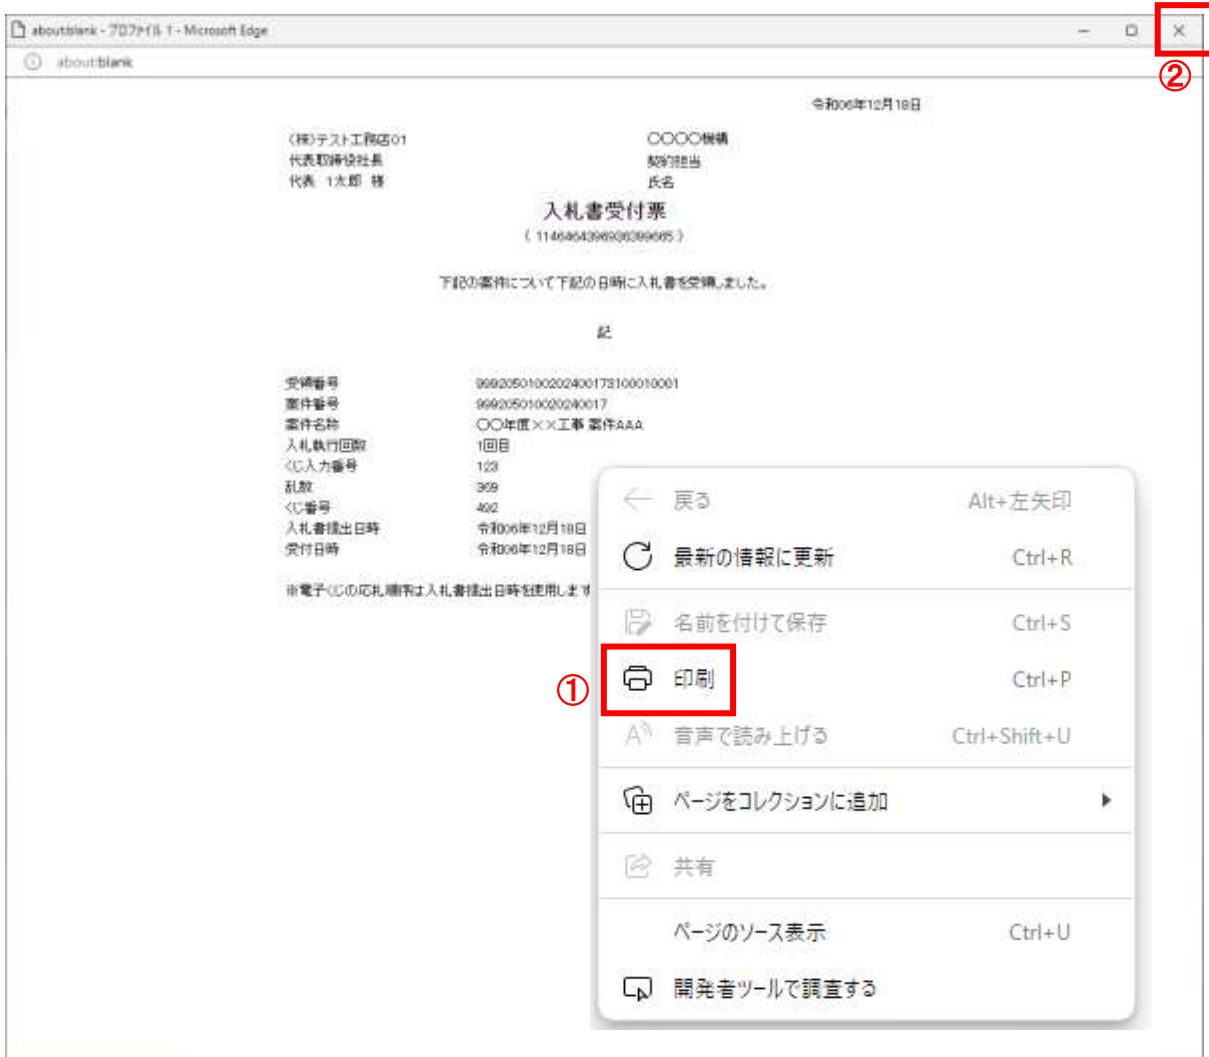 about:blank - プロファイル 1 - Microsoft Edge
②
about:blank
令和06年12月18日
(株)テスト工務店01
〇〇〇〇機構
代表取締役社長
契約担当
代表 1太郎 様
氏名
入札書受付票
下記の案件について下記の日時に入札書を受領しました。
記
受領番号 9992050100202400173100010001
案件番号 999205010020240017
案件名称 〇〇年度××工事 案件AAA
入札執行回数 1回目
くじ入力番号 123
乱数 369
くじ番号 492
入札書提出日時 令和06年12月18日
受付日時 令和06年12月18日
※電子くじの応札順序は入札書提出日時を使用します
戻る Alt+左矢印
最新の情報に更新 Ctrl+R
名前を付けて保存 Ctrl+S
① 印刷 Ctrl+P
音声で読み上げる Ctrl+Shift+U
ページをコレクションに追加
共有
ページのソース表示 Ctrl+U
開発者ツールで調査する